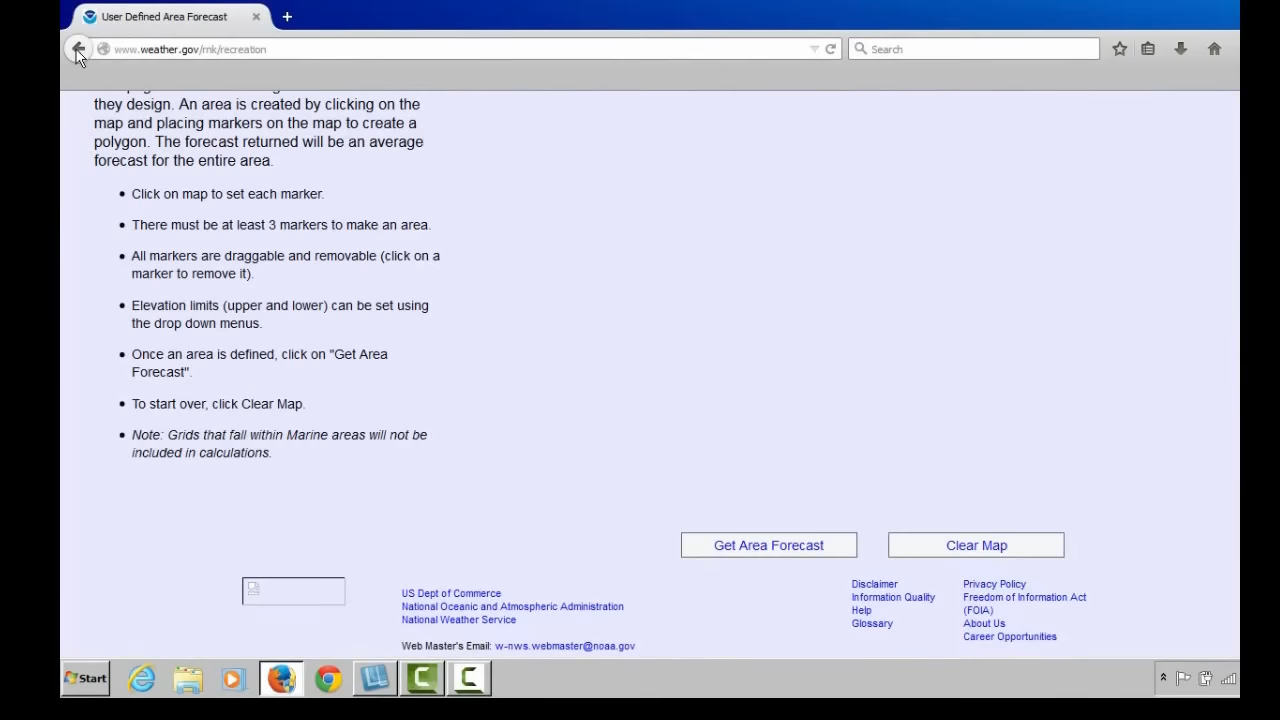 User Defined Area Forecast
www.weather.gov/rnk/recreation
Search
they design. An area is created by clicking on the
map and placing markers on the map to create a
polygon. The forecast returned will be an average
forecast for the entire area.
• Click on map to set each marker.
• There must be at least 3 markers to make an area.
• All markers are draggable and removable (click on a
marker to remove it).
• Elevation limits (upper and lower) can be set using
the drop down menus.
• Once an area is defined, click on "Get Area
Forecast".
• To start over, click Clear Map.
• Note: Grids that fall within Marine areas will not be
included in calculations.
Get Area Forecast
Clear Map
US Dept of Commerce
National Oceanic and Atmospheric Administration
National Weather Service
Web Master's Email: w-nws.webmaster@noaa.gov
Disclaimer
Information Quality
Help
Glossary
Privacy Policy
Freedom of Information Act
(FOIA)
About Us
Career Opportunities
Start